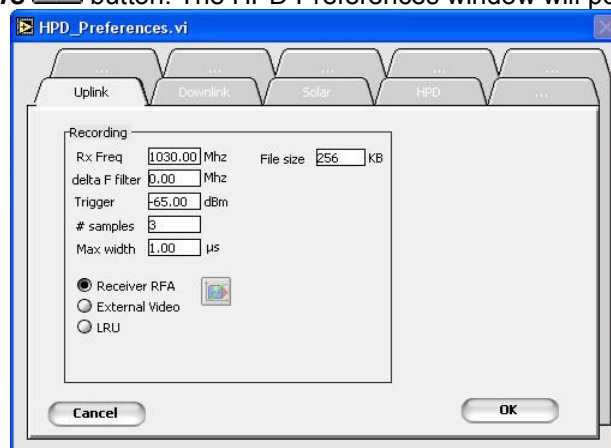 button. The HPD Preferences window will po
HPD_Preferences.vi
... ... ... ... ...
Uplink Downlink Solar HPD ...
Recording
Rx Freq 1030.00 Mhz File size 256 KB
delta F filter 0.00 Mhz
Trigger -65.00 dBm
# samples 3
Max width 1.00 µs
Receiver RFA
External Video
LRU
Cancel OK